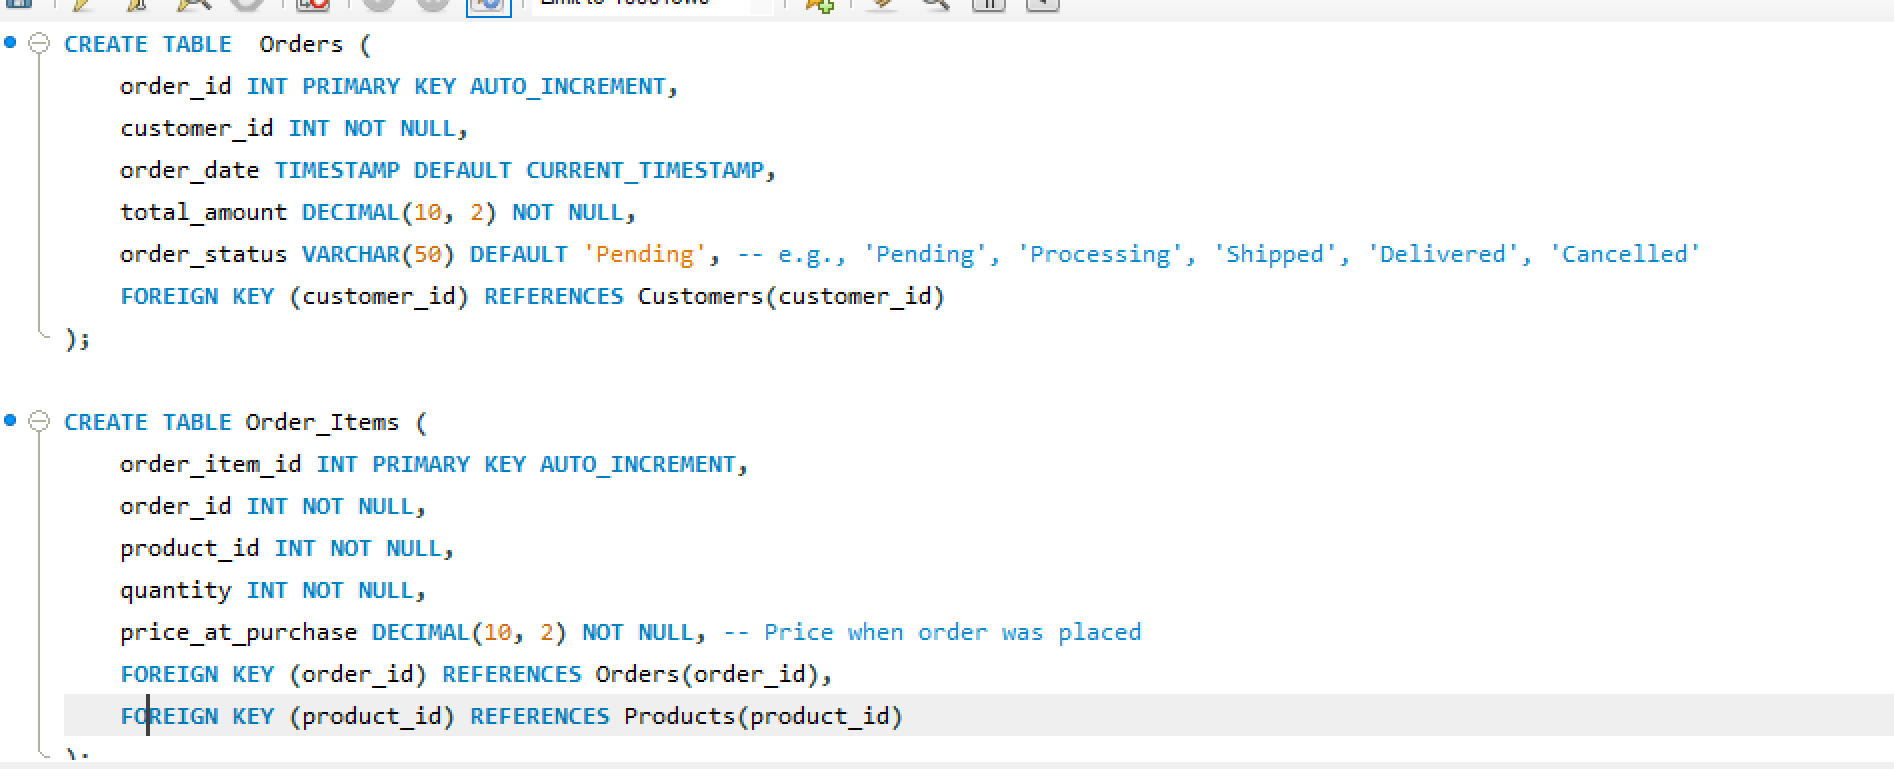 CREATE TABLE  Orders (
    order_id INT PRIMARY KEY AUTO_INCREMENT,
    customer_id INT NOT NULL,
    order_date TIMESTAMP DEFAULT CURRENT_TIMESTAMP,
    total_amount DECIMAL(10, 2) NOT NULL,
    order_status VARCHAR(50) DEFAULT 'Pending', -- e.g., 'Pending', 'Processing', 'Shipped', 'Delivered', 'Cancelled'
    FOREIGN KEY (customer_id) REFERENCES Customers(customer_id)
);
CREATE TABLE Order_Items (
    order_item_id INT PRIMARY KEY AUTO_INCREMENT,
    order_id INT NOT NULL,
    product_id INT NOT NULL,
    quantity INT NOT NULL,
    price_at_purchase DECIMAL(10, 2) NOT NULL, -- Price when order was placed
    FOREIGN KEY (order_id) REFERENCES Orders(order_id),
    FOREIGN KEY (product_id) REFERENCES Products(product_id)
);